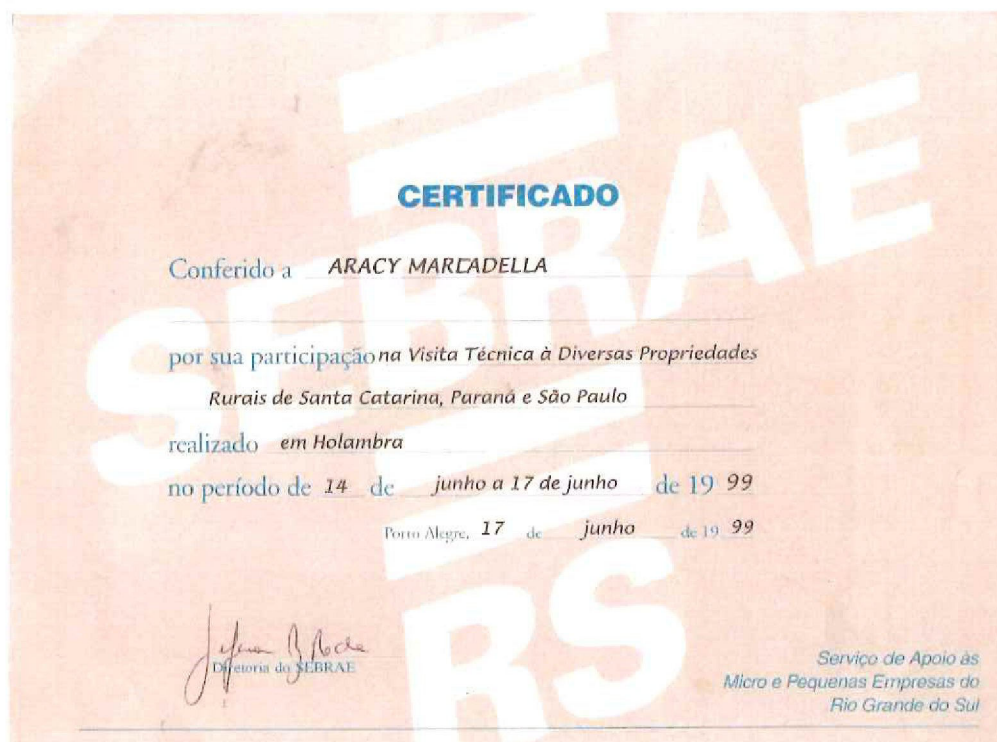 SEBRAE
RS
CERTIFICADO
Conferido a ARACY MARCADELLA
por sua participação na Visita Técnica à Diversas Propriedades
Rurais de Santa Catarina, Paraná e São Paulo
realizado em Holambra
no período de 14 de junho a 17 de junho de 19 99
Porto Alegre, 17 de junho de 19 99
Diretoria do SEBRAE
Serviço de Apoio às
Micro e Pequenas Empresas do
Rio Grande do Sul